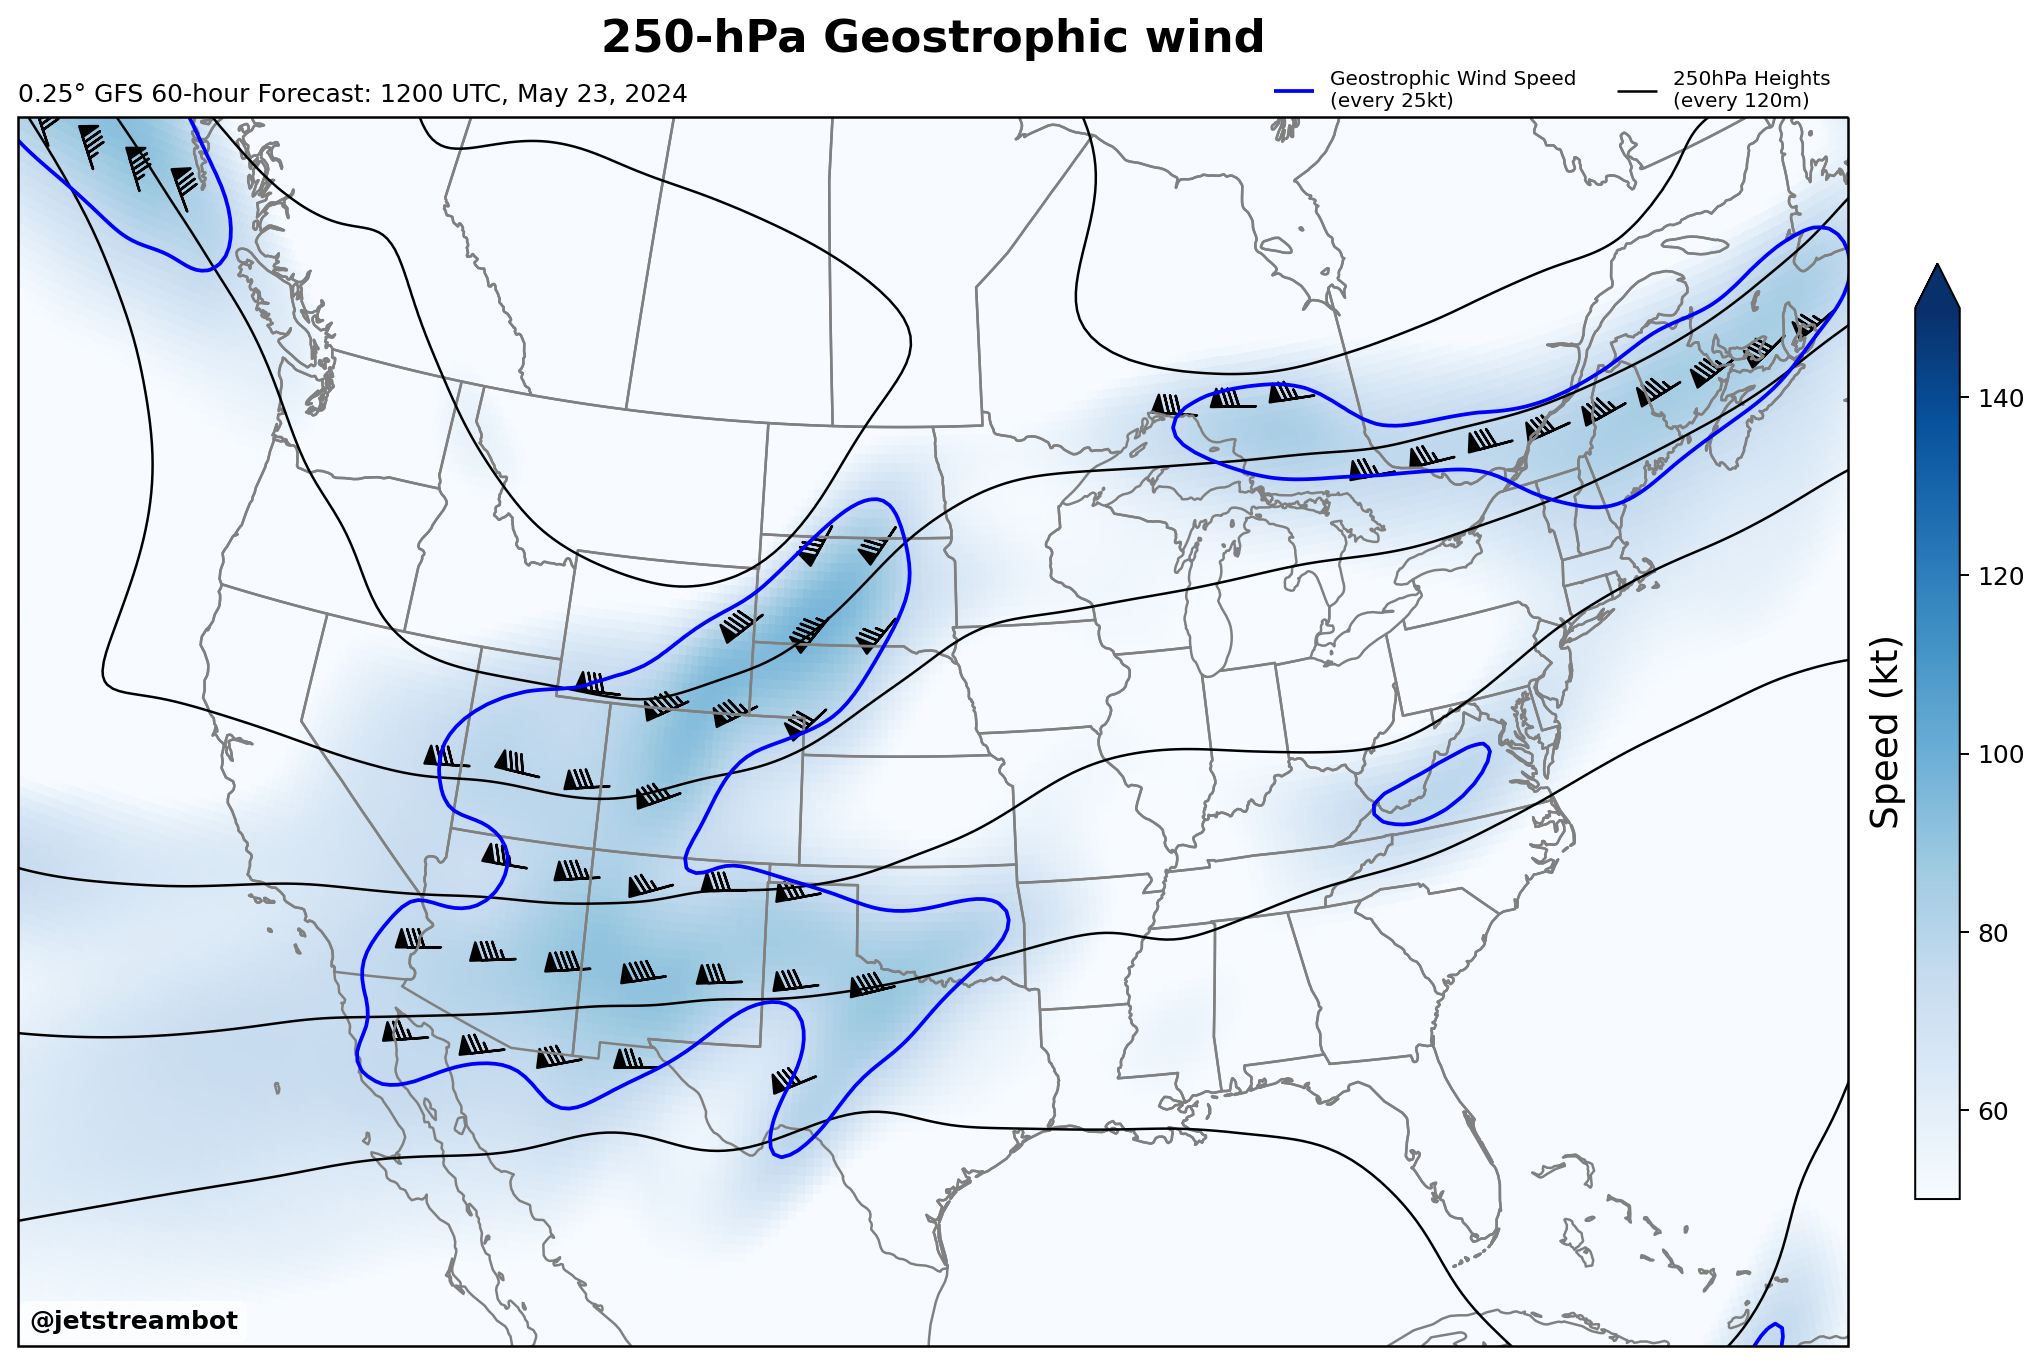 250-hPa Geostrophic wind
0.25° GFS 60-hour Forecast: 1200 UTC, May 23, 2024
Geostrophic Wind Speed
(every 25kt)
250hPa Heights
(every 120m)
140
120
100
80
60
Speed (kt)
@jetstreambot